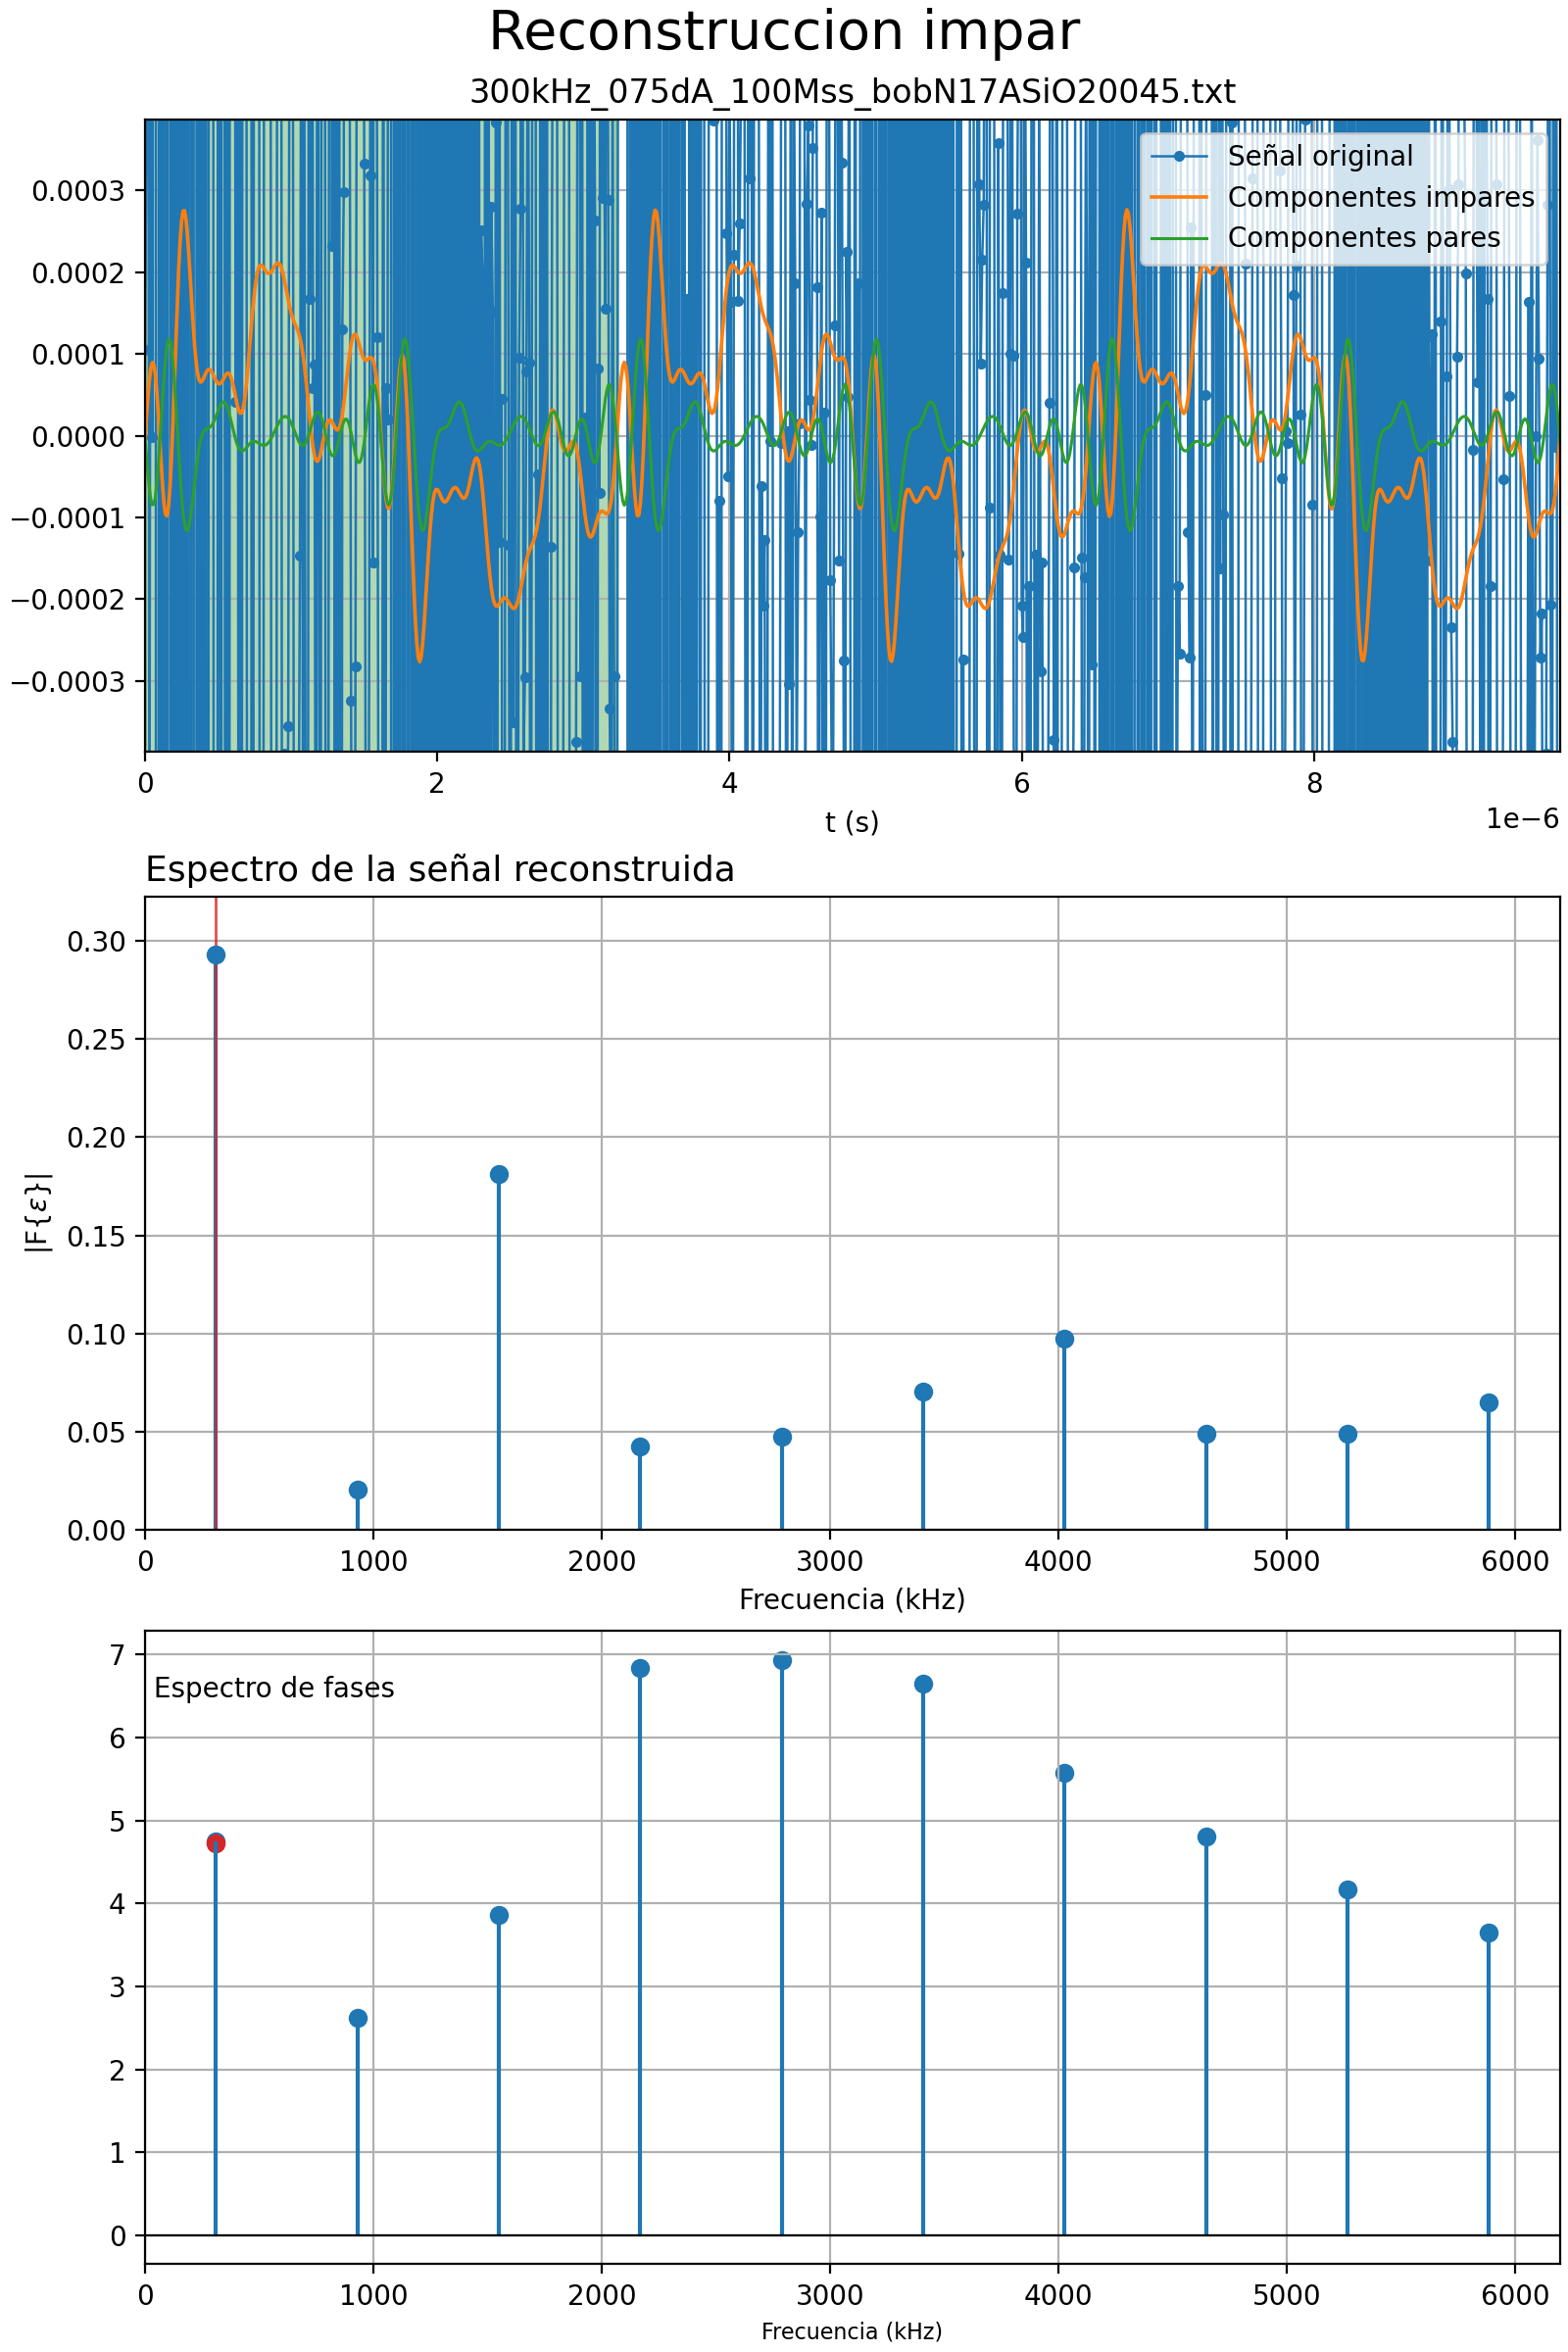 Reconstruccion impar
300kHz_075dA_100Mss_bobN17ASiO20045.txt
Señal original
Componentes impares
Componentes pares
0.0003
0.0002
0.0001
0.0000
−0.0001
−0.0002
−0.0003
0 2 4 6 8
1e−6
t (s)
Espectro de la señal reconstruida
|F{ε}|
0.30
0.25
0.20
0.15
0.10
0.05
0.00
0 1000 2000 3000 4000 5000 6000
Frecuencia (kHz)
Espectro de fases
7
6
5
4
3
2
1
0
0 1000 2000 3000 4000 5000 6000
Frecuencia (kHz)